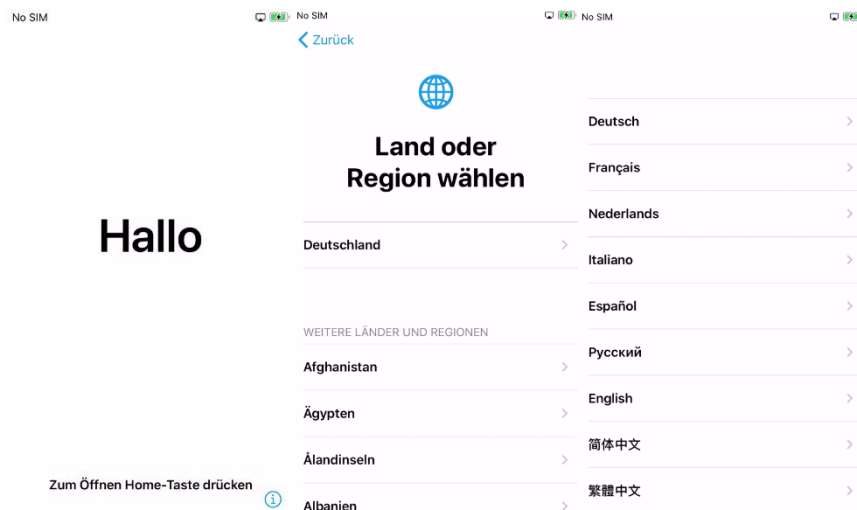 No SIM
Hallo
Zum Öffnen Home-Taste drücken
No SIM
Zurück
Land oder
Region wählen
Deutschland
WEITERE LÄNDER UND REGIONEN
Afghanistan
Ägypten
Ålandinseln
Albanien
No SIM
Deutsch
Français
Nederlands
Italiano
Español
Русский
English
简体中文
繁體中文